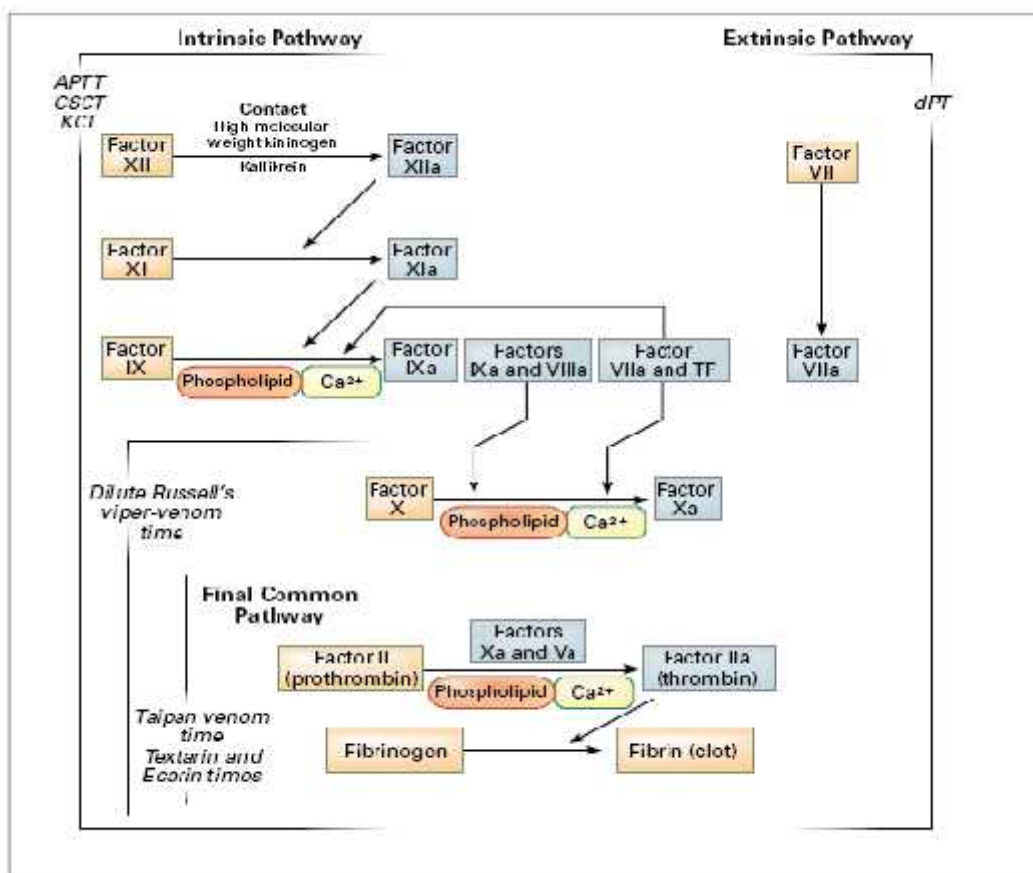 Intrinsic Pathway
Extrinsic Pathway
APTT
CSCT
KCT
dPT
Contact
High molecular
weight kininogen
Kallikrein
Factor
XII
Factor
XIIa
Factor
VII
Factor
XI
Factor
XIa
Factor
IX
Phospholipid
Ca2+
Factor
IXa
Factors
IXa and VIIIa
Factor
VIIa and TF
Factor
VIIa
Dilute Russell's
viper-venom
time
Factor
X
Phospholipid
Ca2+
Factor
Xa
Final Common
Pathway
Factor II
(prothrombin)
Factors
Xa and Va
Phospholipid
Ca2+
Factor IIa
(thrombin)
Taipan venom
time
Textarin and
Ecarin times
Fibrinogen
Fibrin (clot)